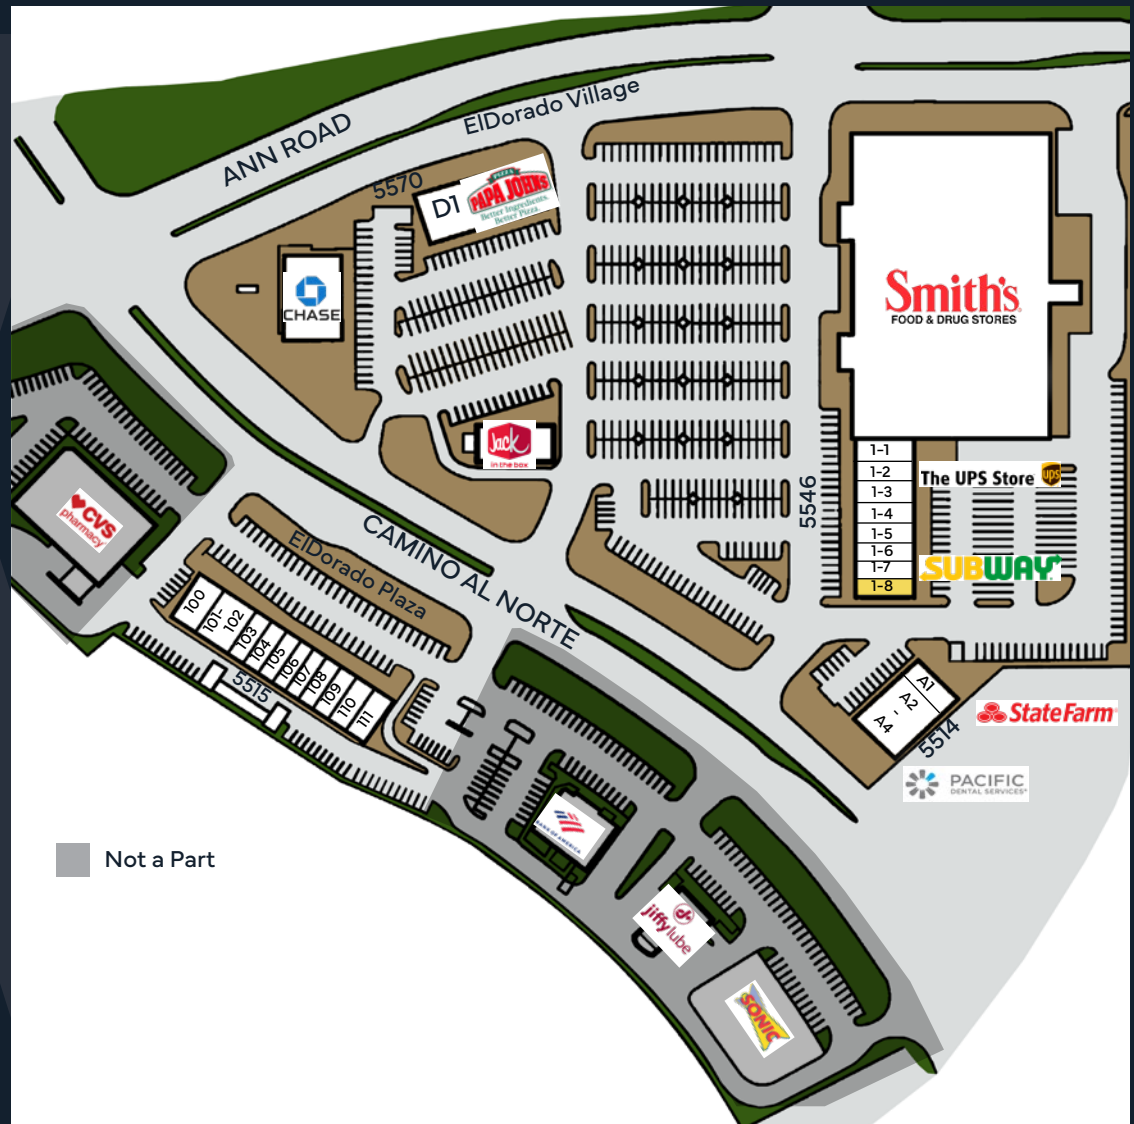 ANN ROAD
ElDorado Village
5570
D1
PIZZA
PAPA JOHNS
Better Ingredients.
Better Pizza.
CHASE
Smith's
FOOD & DRUG STORES
Jack
in the box
1-1
1-2
1-3
1-4
1-5
1-6
1-7
1-8
The UPS Store
ups
SUBWAY
5546
CVS
pharmacy
CAMINO AL NORTE
ElDorado Plaza
100
101-
102
103
104
105
106
107
108
109
110
111
5515
A1
A2
-
A4
5514
StateFarm
PACIFIC
DENTAL SERVICES
BANK OF AMERICA
jiffy lube
SONIC
Not a Part